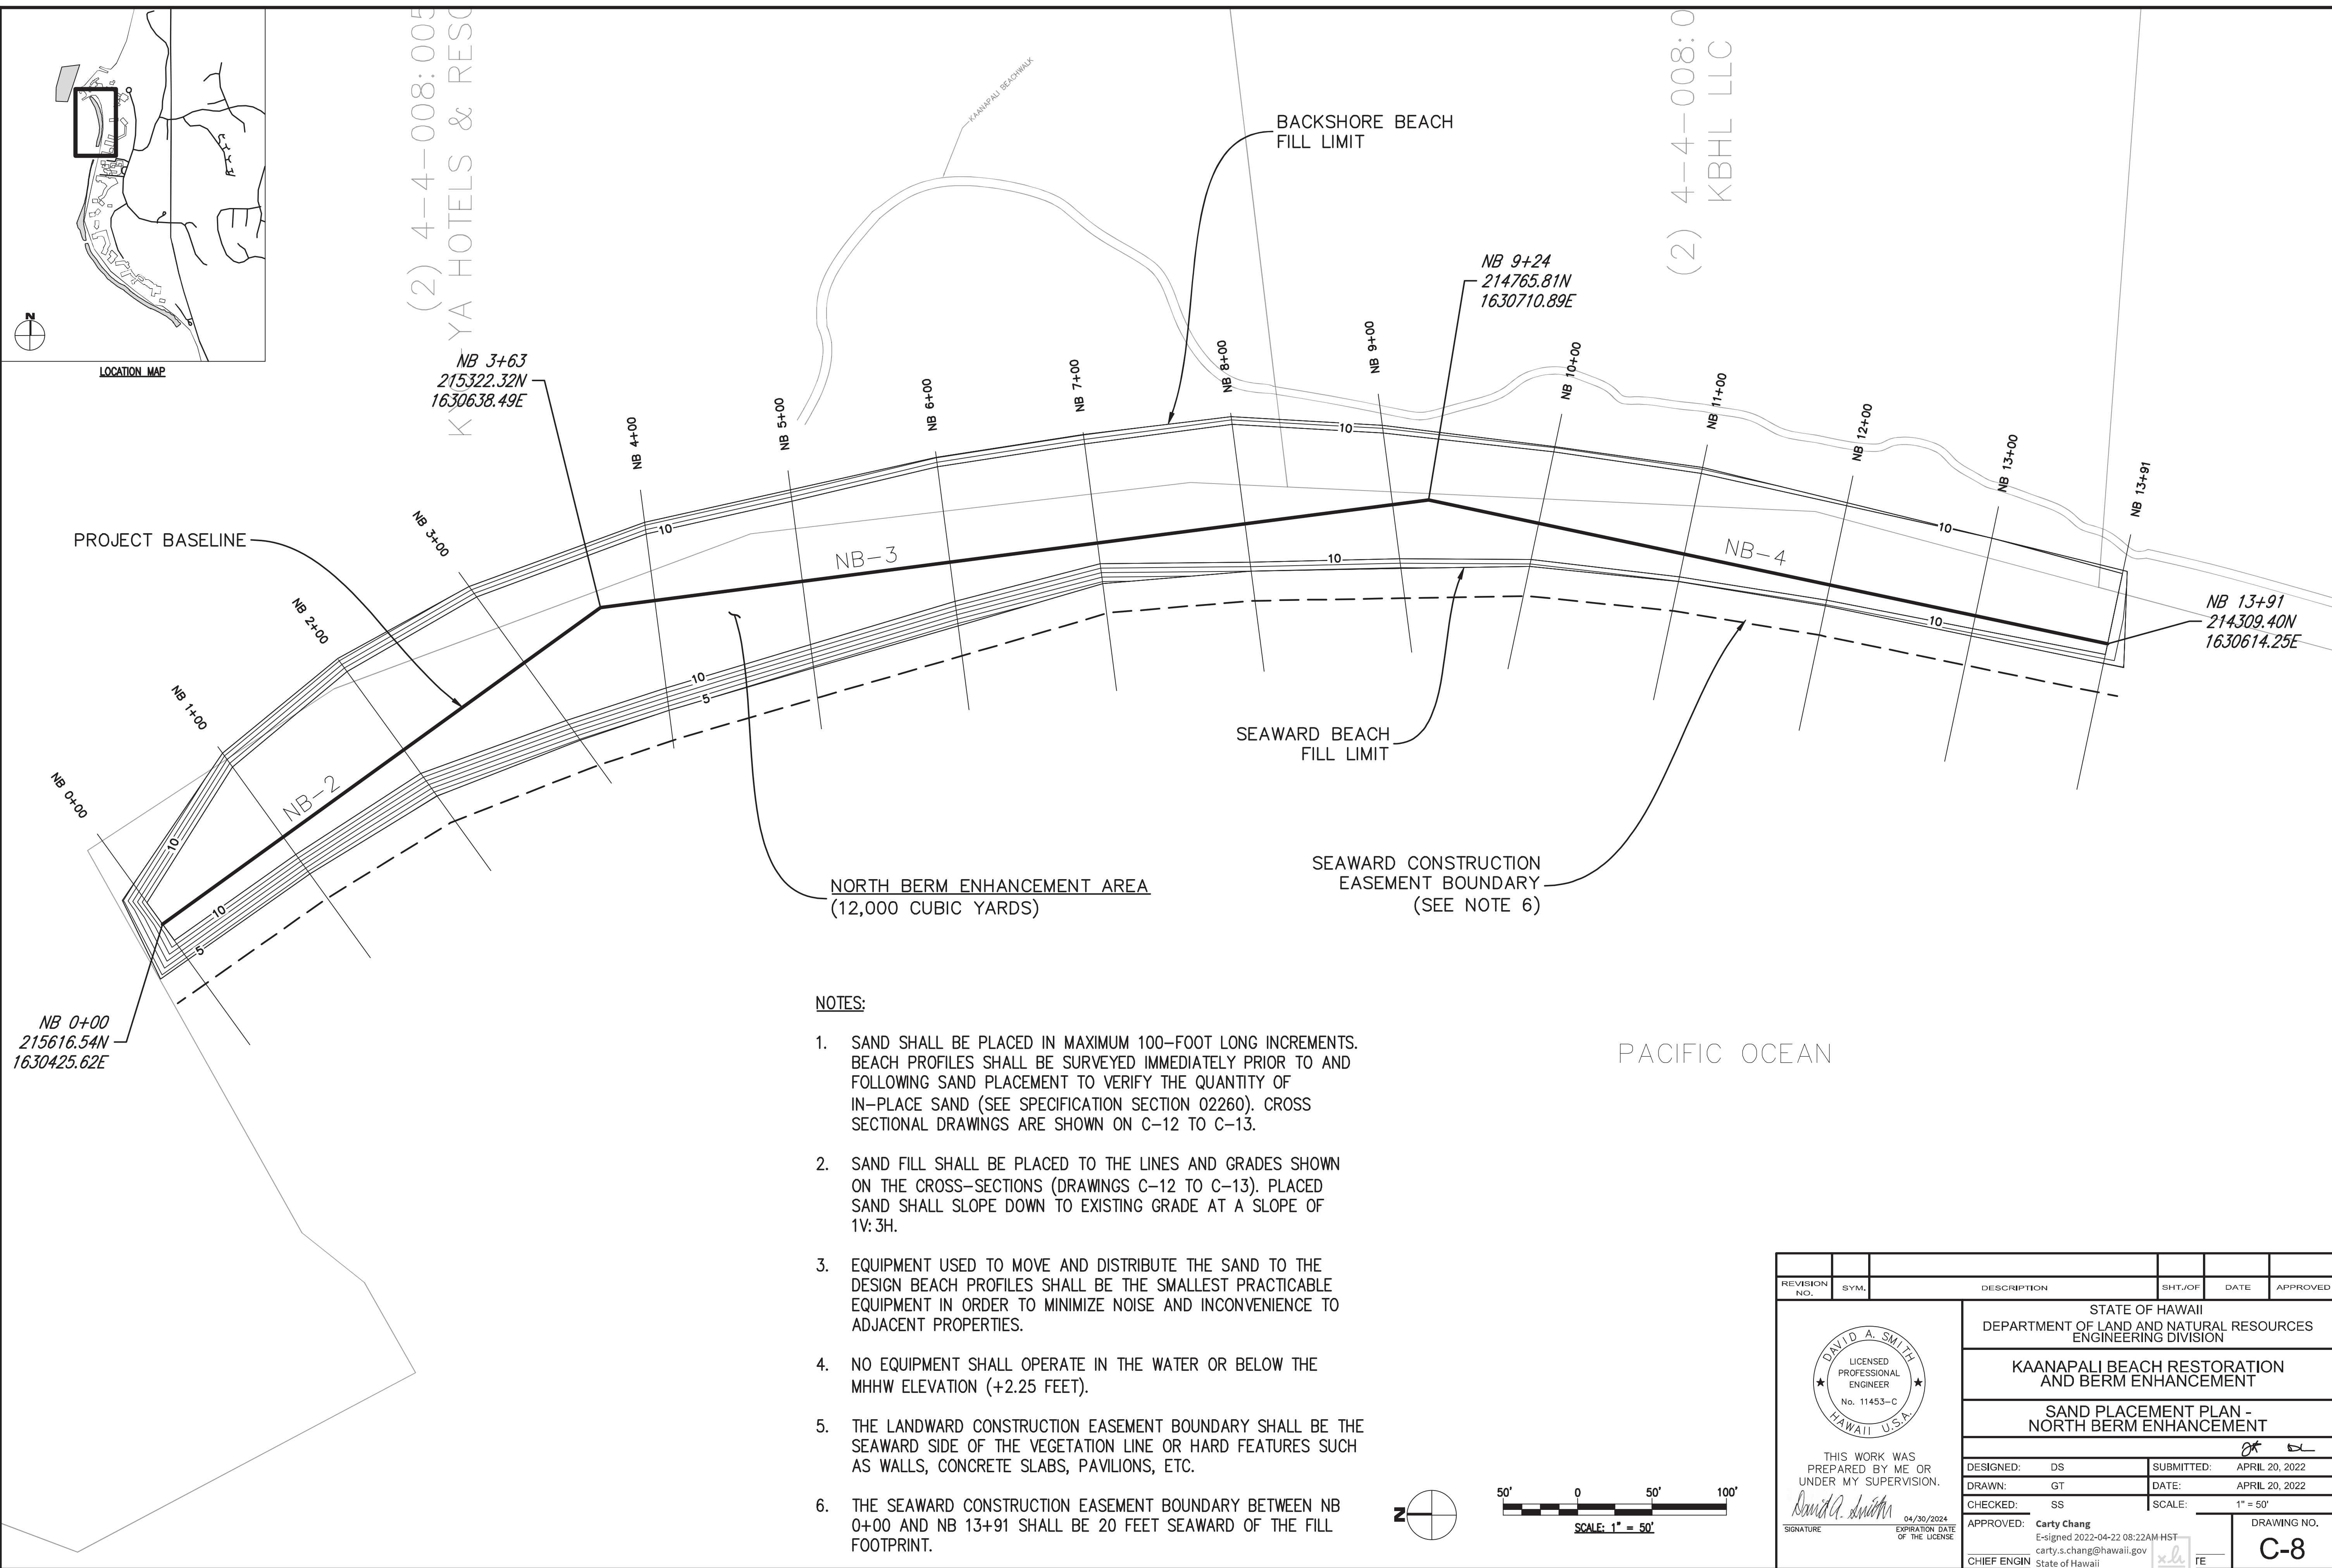 N
LOCATION MAP
(2) 4-4-008:005
HOTELS &
KAANAPALI BEACHWALK
BACKSHORE BEACH
FILL LIMIT
(2) 4-4-008:0
KBHL LLC
NB 9+24
214765.81N
1630710.89E
NB 3+63
215322.32N
1630638.49E
PROJECT BASELINE
NB 0+00
NB 1+00
NB 2+00
NB 3+00
NB 4+00
NB 5+00
NB 6+00
NB 7+00
NB 8+00
NB 9+00
NB 10+00
NB 11+00
NB 12+00
NB 13+00
NB 13+91
10
10
10
10
NB-2
NB-3
NB-4
10
5
10
5
10
10
NB 13+91
214309.40N
1630614.25E
SEAWARD BEACH
FILL LIMIT
NORTH BERM ENHANCEMENT AREA
(12,000 CUBIC YARDS)
SEAWARD CONSTRUCTION
EASEMENT BOUNDARY
(SEE NOTE 6)
NB 0+00
215616.54N
1630425.62E
PACIFIC OCEAN
NOTES:
1. SAND SHALL BE PLACED IN MAXIMUM 100-FOOT LONG INCREMENTS.
BEACH PROFILES SHALL BE SURVEYED IMMEDIATELY PRIOR TO AND
FOLLOWING SAND PLACEMENT TO VERIFY THE QUANTITY OF
IN-PLACE SAND (SEE SPECIFICATION SECTION 02260). CROSS
SECTIONAL DRAWINGS ARE SHOWN ON C-12 TO C-13.
2. SAND FILL SHALL BE PLACED TO THE LINES AND GRADES SHOWN
ON THE CROSS-SECTIONS (DRAWINGS C-12 TO C-13). PLACED
SAND SHALL SLOPE DOWN TO EXISTING GRADE AT A SLOPE OF
1V:3H.
3. EQUIPMENT USED TO MOVE AND DISTRIBUTE THE SAND TO THE
DESIGN BEACH PROFILES SHALL BE THE SMALLEST PRACTICABLE
EQUIPMENT IN ORDER TO MINIMIZE NOISE AND INCONVENIENCE TO
ADJACENT PROPERTIES.
4. NO EQUIPMENT SHALL OPERATE IN THE WATER OR BELOW THE
MHHW ELEVATION (+2.25 FEET).
5. THE LANDWARD CONSTRUCTION EASEMENT BOUNDARY SHALL BE THE
SEAWARD SIDE OF THE VEGETATION LINE OR HARD FEATURES SUCH
AS WALLS, CONCRETE SLABS, PAVILIONS, ETC.
6. THE SEAWARD CONSTRUCTION EASEMENT BOUNDARY BETWEEN NB
0+00 AND NB 13+91 SHALL BE 20 FEET SEAWARD OF THE FILL
FOOTPRINT.
N
50' 0 50' 100'
SCALE: 1" = 50'
REVISION NO. SYM. DESCRIPTION SHT./OF DATE APPROVED
DAVID A. SMITH
LICENSED
PROFESSIONAL
ENGINEER
No. 11453-C
HAWAII U.S.A.
THIS WORK WAS
PREPARED BY ME OR
UNDER MY SUPERVISION.
David A. Smith
04/30/2024
SIGNATURE
EXPIRATION DATE
OF THE LICENSE
STATE OF HAWAII
DEPARTMENT OF LAND AND NATURAL RESOURCES
ENGINEERING DIVISION
KAANAPALI BEACH RESTORATION
AND BERM ENHANCEMENT
SAND PLACEMENT PLAN -
NORTH BERM ENHANCEMENT
DESIGNED: DS SUBMITTED: APRIL 20, 2022
DRAWN: GT DATE: APRIL 20, 2022
CHECKED: SS SCALE: 1" = 50'
APPROVED: Carty Chang
E-signed 2022-04-22 08:22AM HST
carty.s.chang@hawaii.gov
CHIEF ENGIN State of Hawaii
DRAWING NO.
C-8